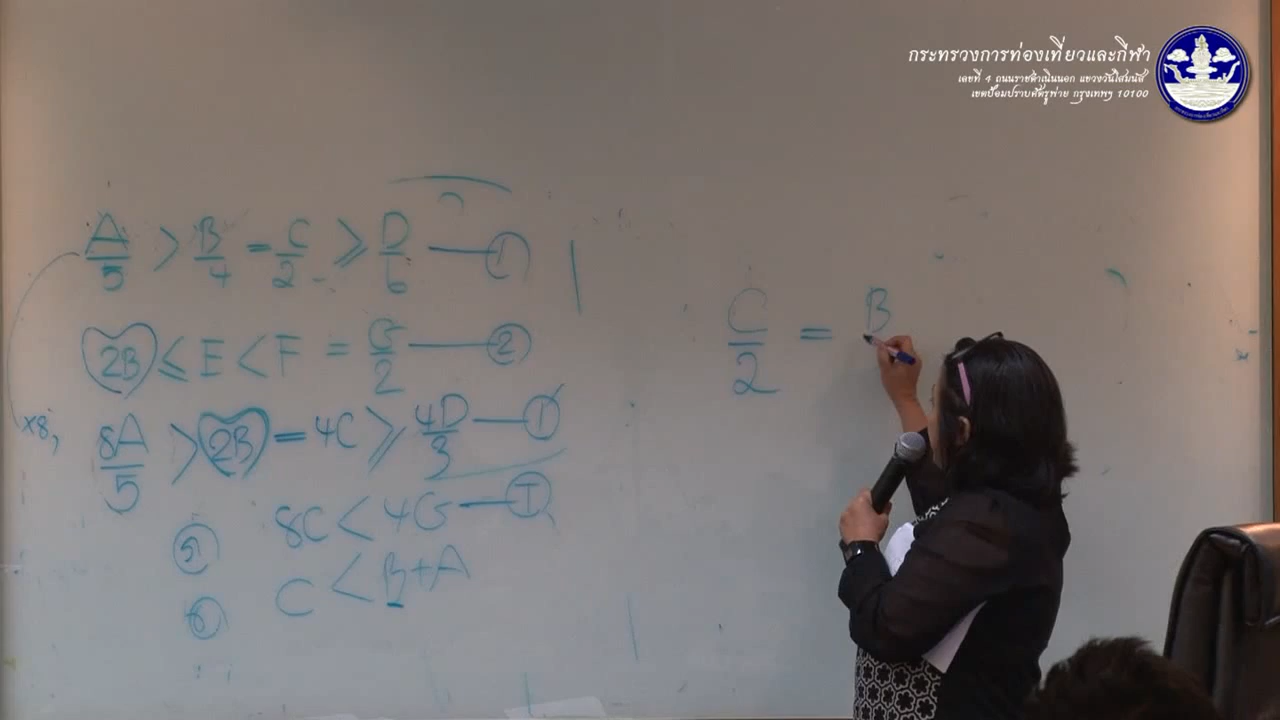 กระทรวงการท่องเที่ยวและกีฬา
เลขที่ 4 ถนนราชดำเนินนอก แขวงวัดโสมนัส
เขตป้อมปราบศัตรูพ่าย กรุงเทพฯ 10100
A/5 > B/4 = C/2 ≥ D/6 — ①
2B ≤ E < F = G/2 — ②
×8, 8A/5 > 2B = 4C ≥ 4D/3 — ①
⑤ 8C < 4G — Ⓘ
⑥ C < B+A
C/2 = B